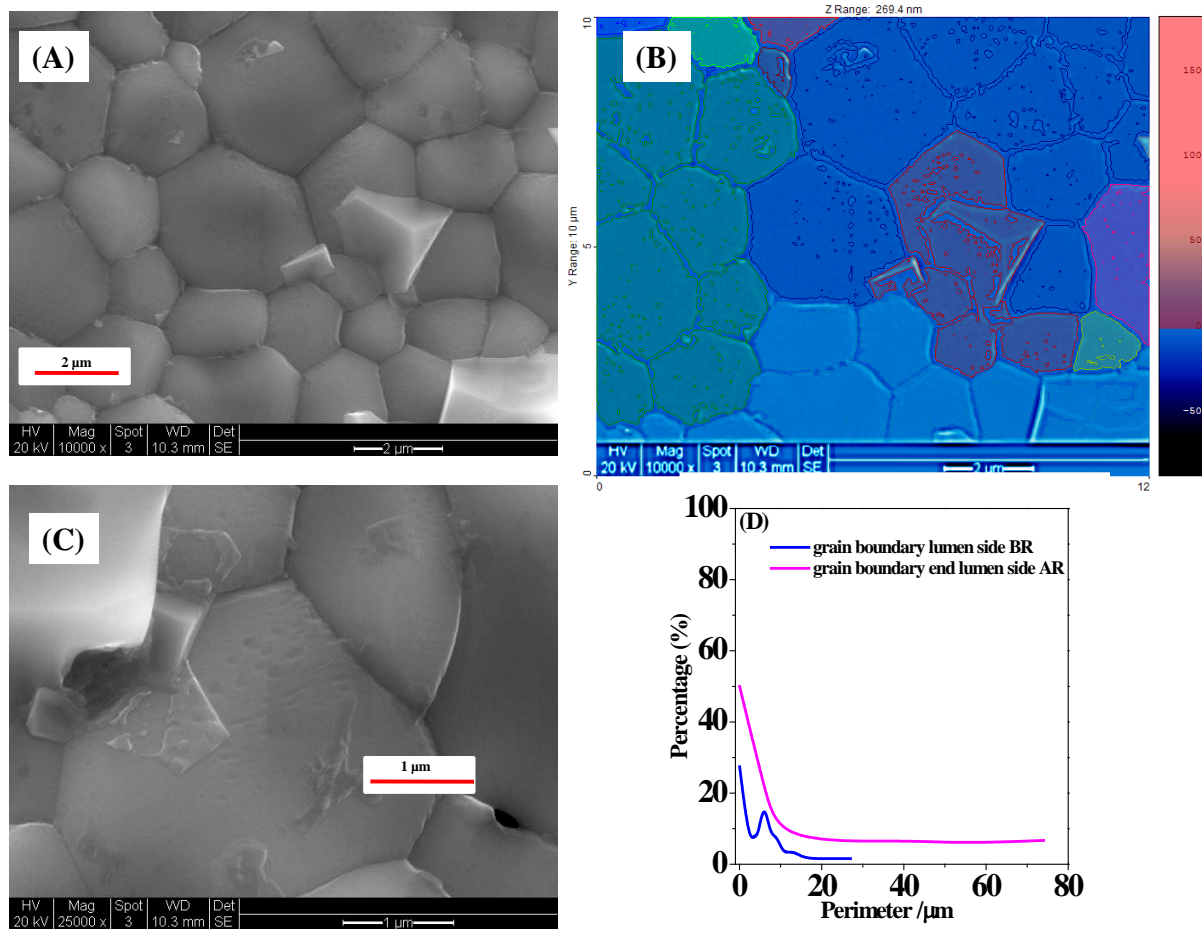 (A)
2 µm
HV Mag Spot WD Det
20 kV 10000 x 3 10.3 mm SE
2 µm
Z Range: 269.4 nm
(B)
10
5
0
Y Range: 10 µm
HV Mag Spot WD Det
20 kV 10000 x 3 10.3 mm SE
2 µm
0 12
150
100
50
0
−50
(C)
1 µm
HV Mag Spot WD Det
20 kV 25000 x 3 10.3 mm SE
1 µm
(D)
grain boundary lumen side BR
grain boundary end lumen side AR
Percentage (%)
100
80
60
40
20
0
0 20 40 60 80
Perimeter /µm